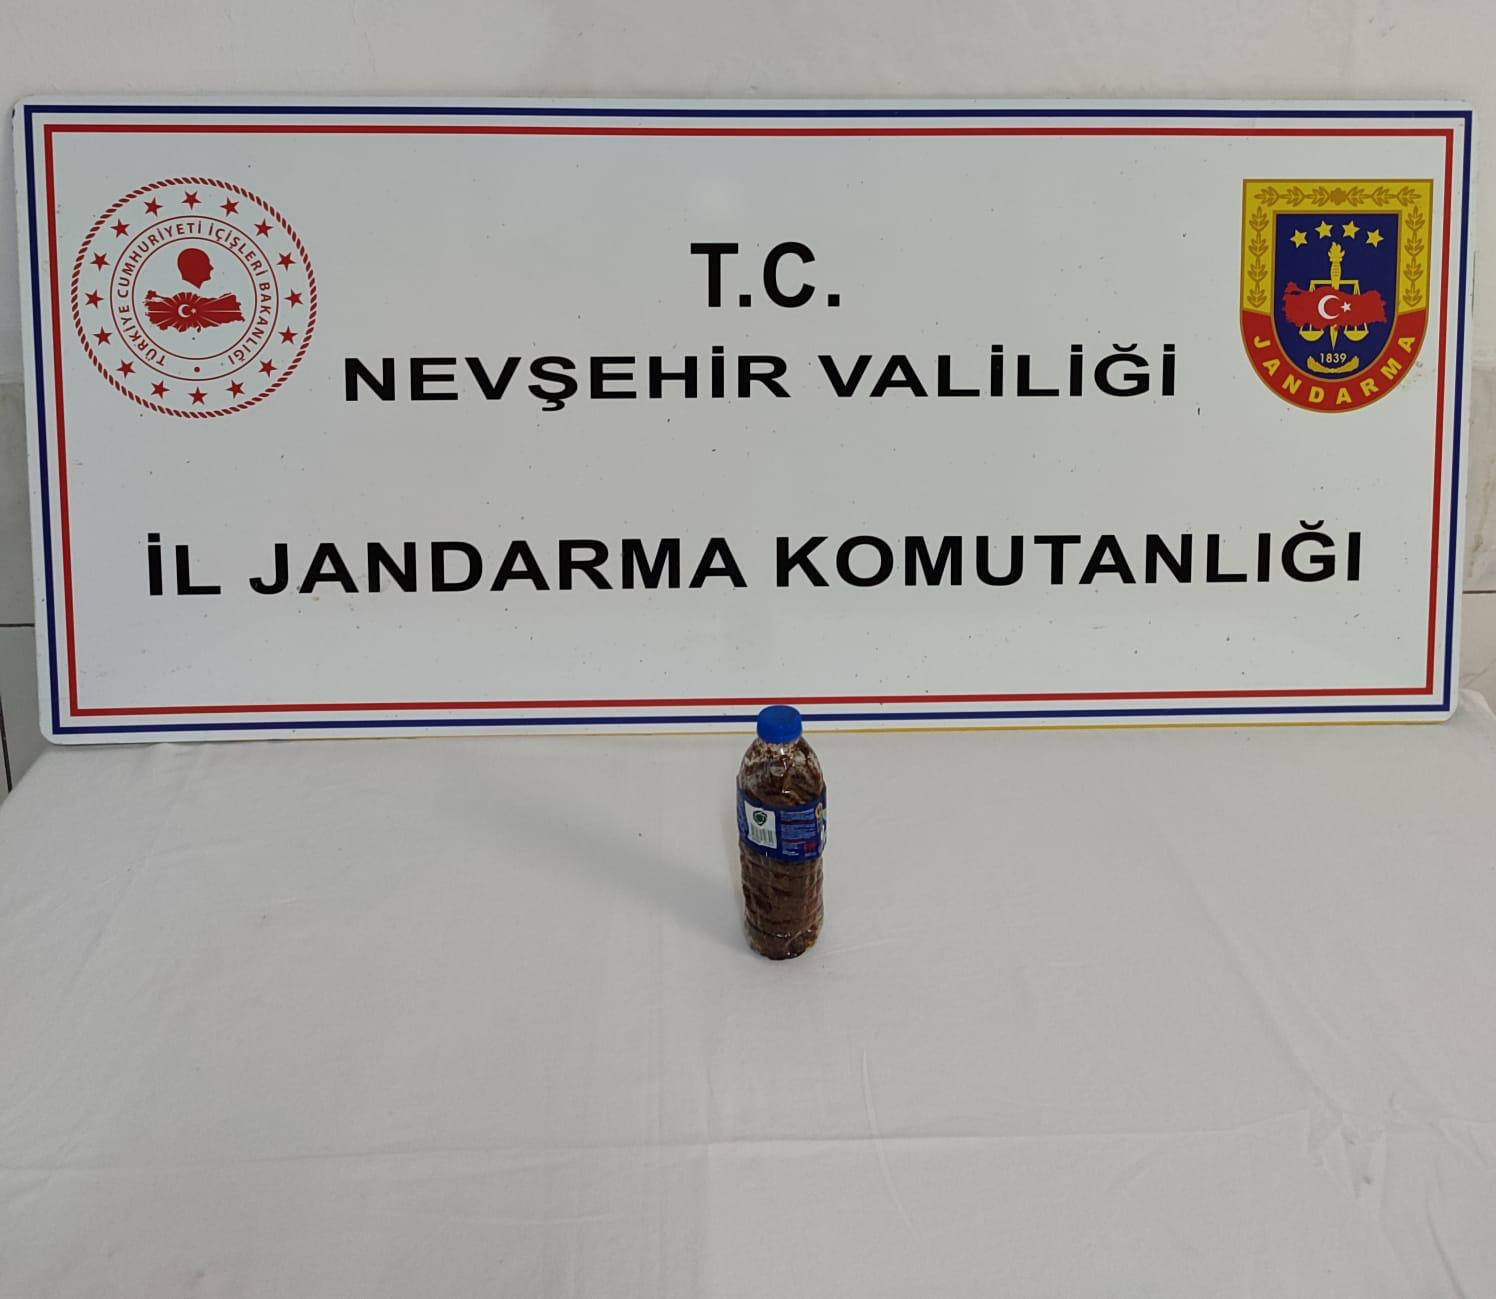 TÜRKİYE CUMHURİYETİ İÇİŞLERİ BAKANLIĞI
T.C.
NEVŞEHİR VALİLİĞİ
İL JANDARMA KOMUTANLIĞI
1839
JANDARMA